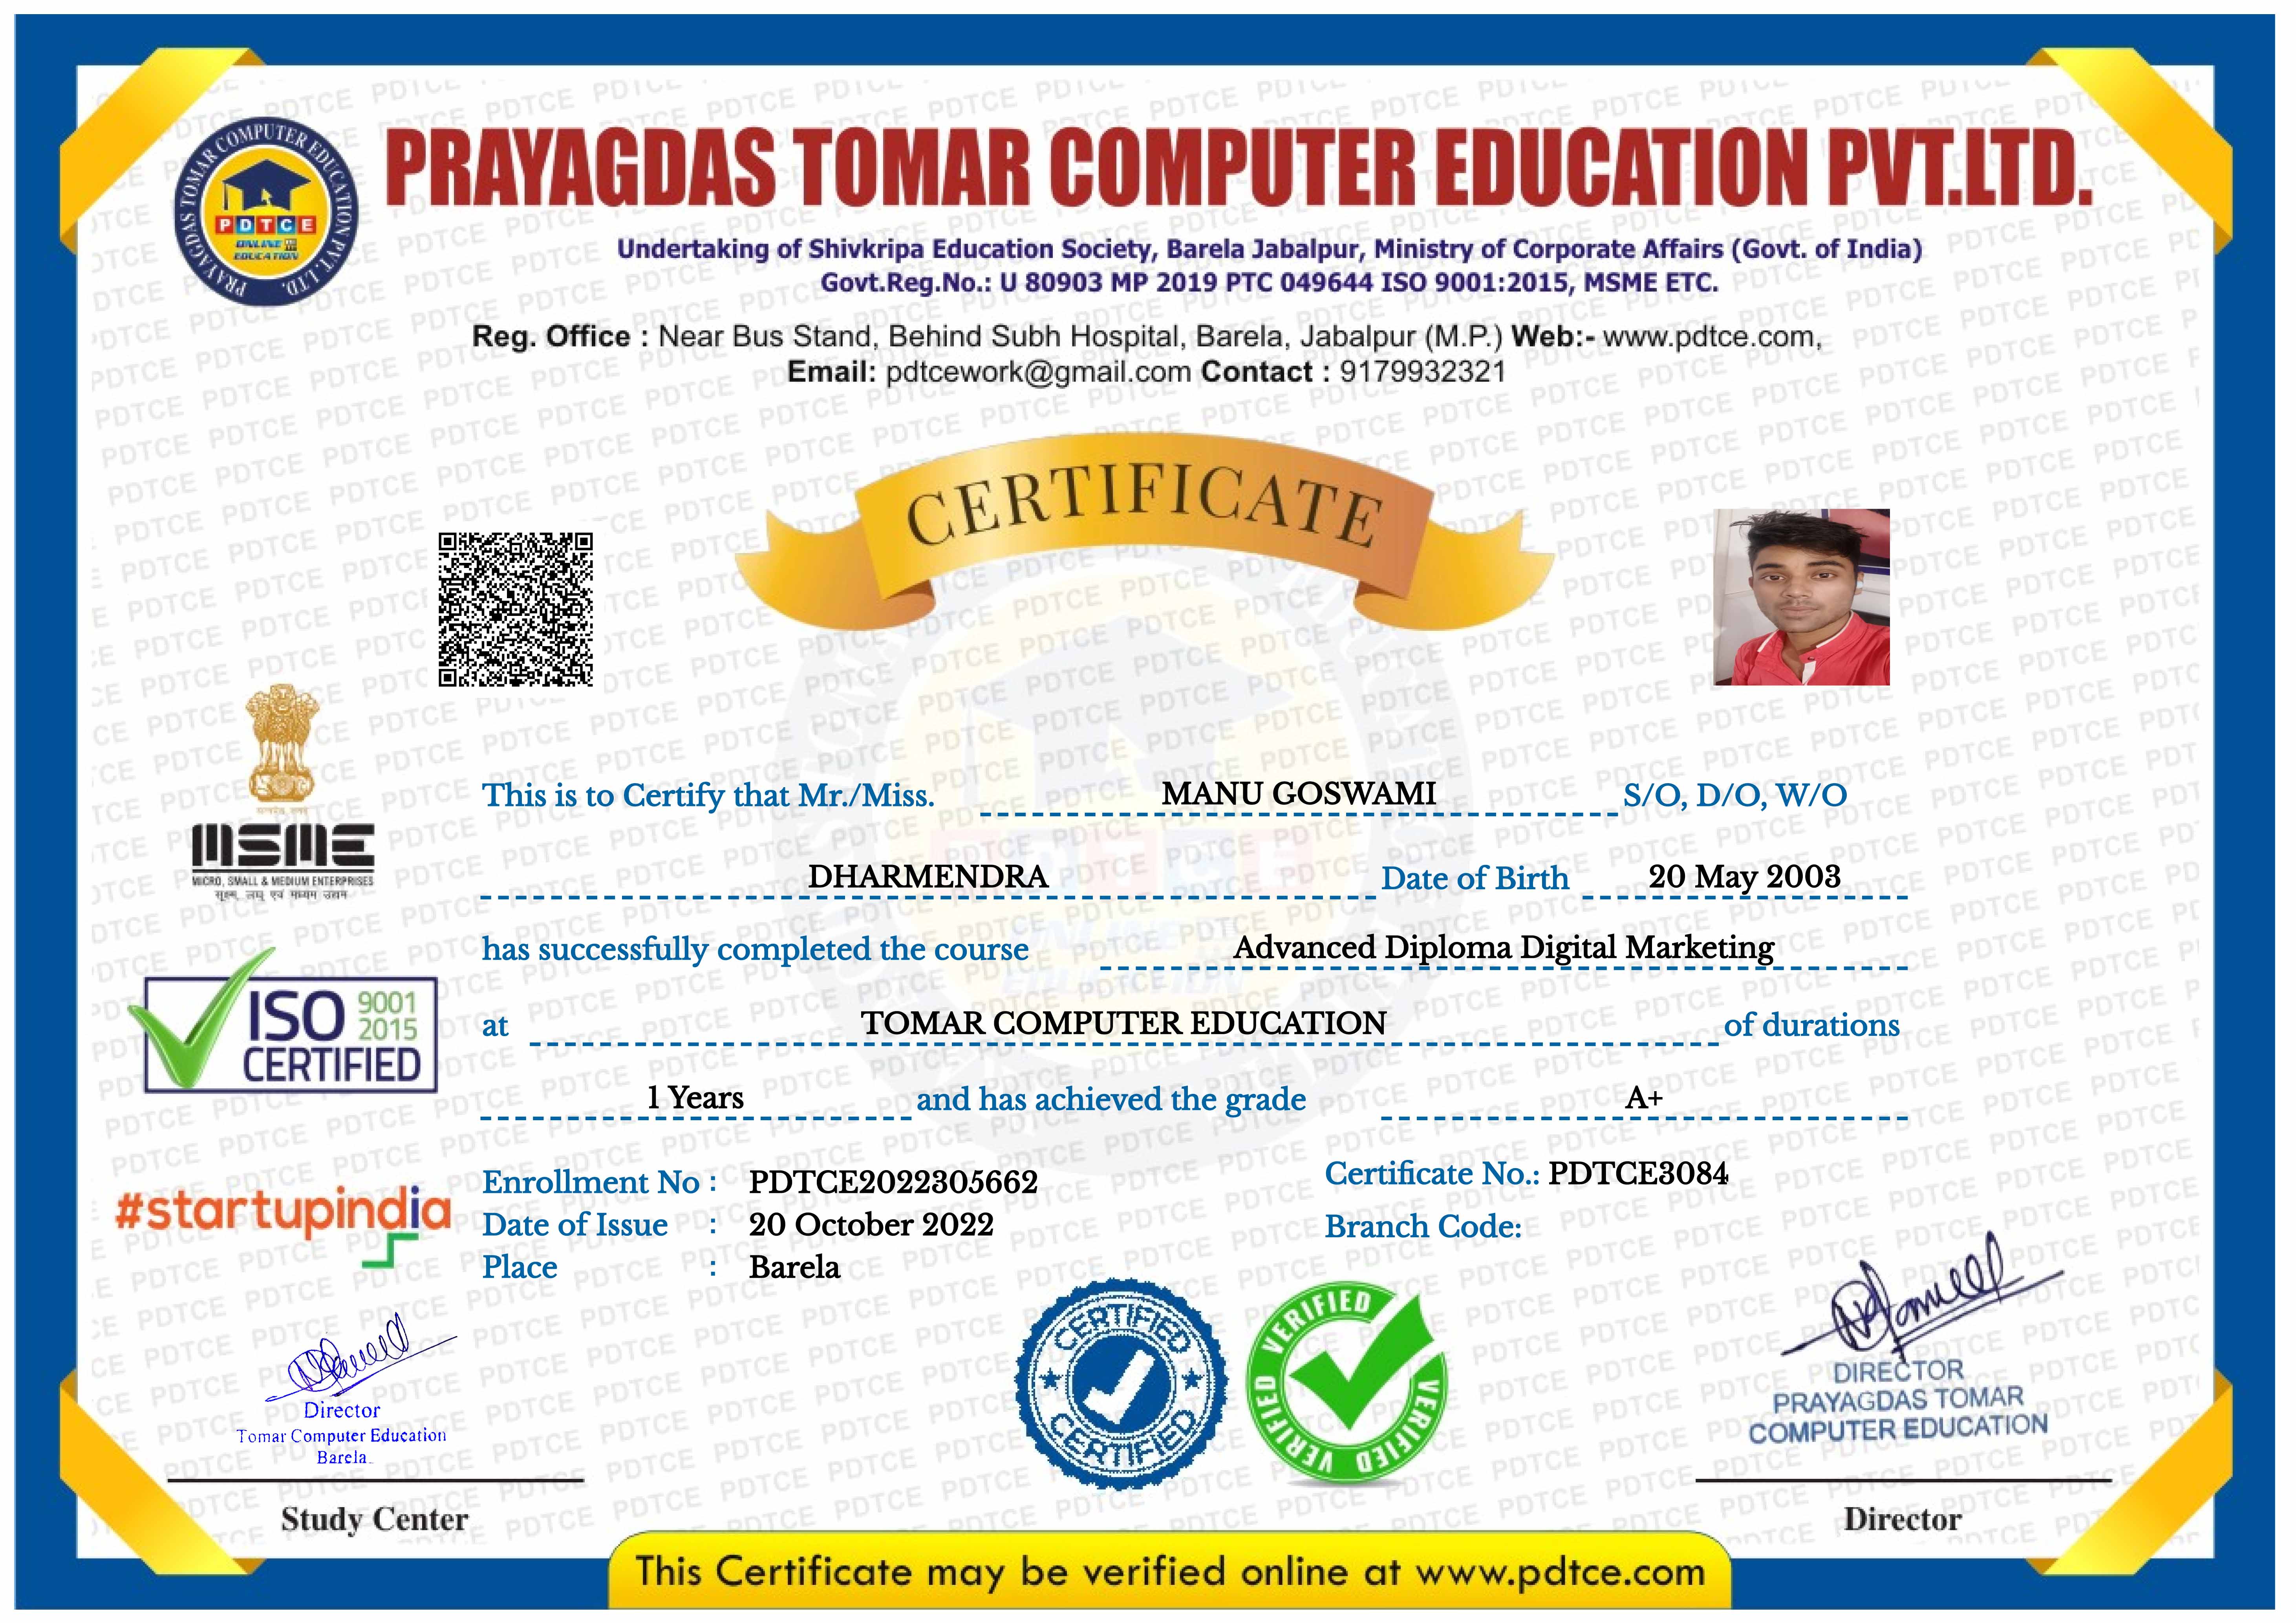 PRAYAGDAS TOMAR COMPUTER EDUCATION PVT. LTD.
PDTCE
ONLINE
EDUCATION
PRAYAGDAS TOMAR COMPUTER EDUCATION PVT.LTD.
Undertaking of Shivkripa Education Society, Barela Jabalpur, Ministry of Corporate Affairs (Govt. of India)
Govt.Reg.No.: U 80903 MP 2019 PTC 049644 ISO 9001:2015, MSME ETC.
Reg. Office : Near Bus Stand, Behind Subh Hospital, Barela, Jabalpur (M.P.) Web:- www.pdtce.com,
Email: pdtcework@gmail.com Contact : 9179932321
CERTIFICATE
सत्यमेव जयते
MSME
MICRO, SMALL & MEDIUM ENTERPRISES
सूक्ष्म, लघु एवं मध्यम उद्यम
This is to Certify that Mr./Miss. MANU GOSWAMI S/O, D/O, W/O
DHARMENDRA Date of Birth 20 May 2003
has successfully completed the course Advanced Diploma Digital Marketing
at TOMAR COMPUTER EDUCATION of durations
1 Years and has achieved the grade A+
ISO 9001 2015
CERTIFIED
#startupindia
Enrollment No : PDTCE2022305662
Certificate No.: PDTCE3084
Date of Issue : 20 October 2022
Branch Code:
Place : Barela
CERTIFIED
CERTIFIED
VERIFIED VERIFIED VERIFIED VERIFIED
Director
Tomar Computer Education
Barela
Study Center
DIRECTOR
PRAYAGDAS TOMAR
COMPUTER EDUCATION
Director
This Certificate may be verified online at www.pdtce.com